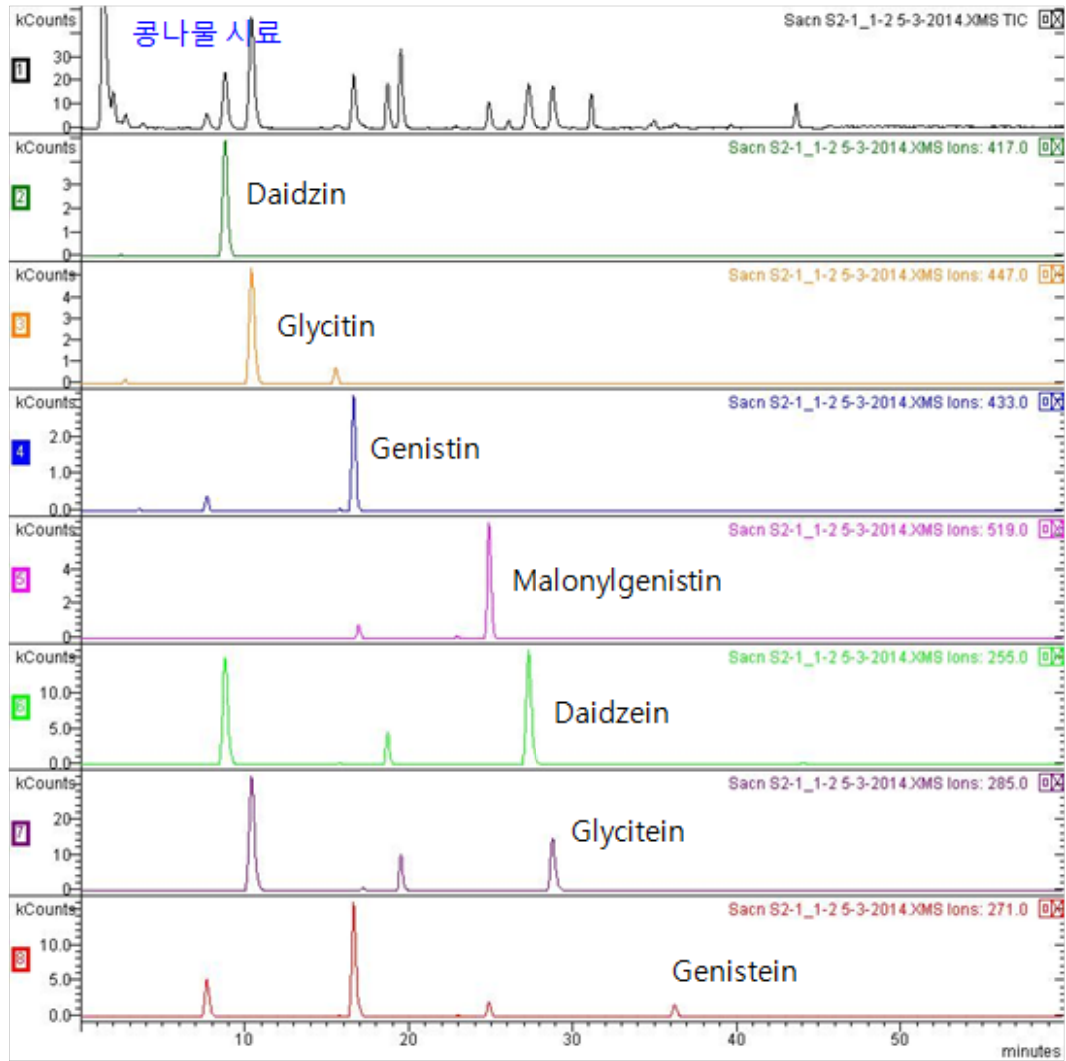 kCounts
콩나물 시료
Sacn S2-1_1-2 5-3-2014.XMS TIC
1
30
20
10
0
kCounts
Sacn S2-1_1-2 5-3-2014.XMS Ions: 417.0
2
3
2
1
0
Daidzin
kCounts
Sacn S2-1_1-2 5-3-2014.XMS Ions: 447.0
3
4
3
2
1
0
Glycitin
kCounts
Sacn S2-1_1-2 5-3-2014.XMS Ions: 433.0
4
2.0
1.0
0.0
Genistin
kCounts
Sacn S2-1_1-2 5-3-2014.XMS Ions: 519.0
5
4
2
0
Malonylgenistin
kCounts
Sacn S2-1_1-2 5-3-2014.XMS Ions: 255.0
6
10.0
5.0
0.0
Daidzein
kCounts
Sacn S2-1_1-2 5-3-2014.XMS Ions: 285.0
7
20
10
0
Glycitein
kCounts
Sacn S2-1_1-2 5-3-2014.XMS Ions: 271.0
8
10.0
5.0
0.0
Genistein
10 20 30 40 50
minutes